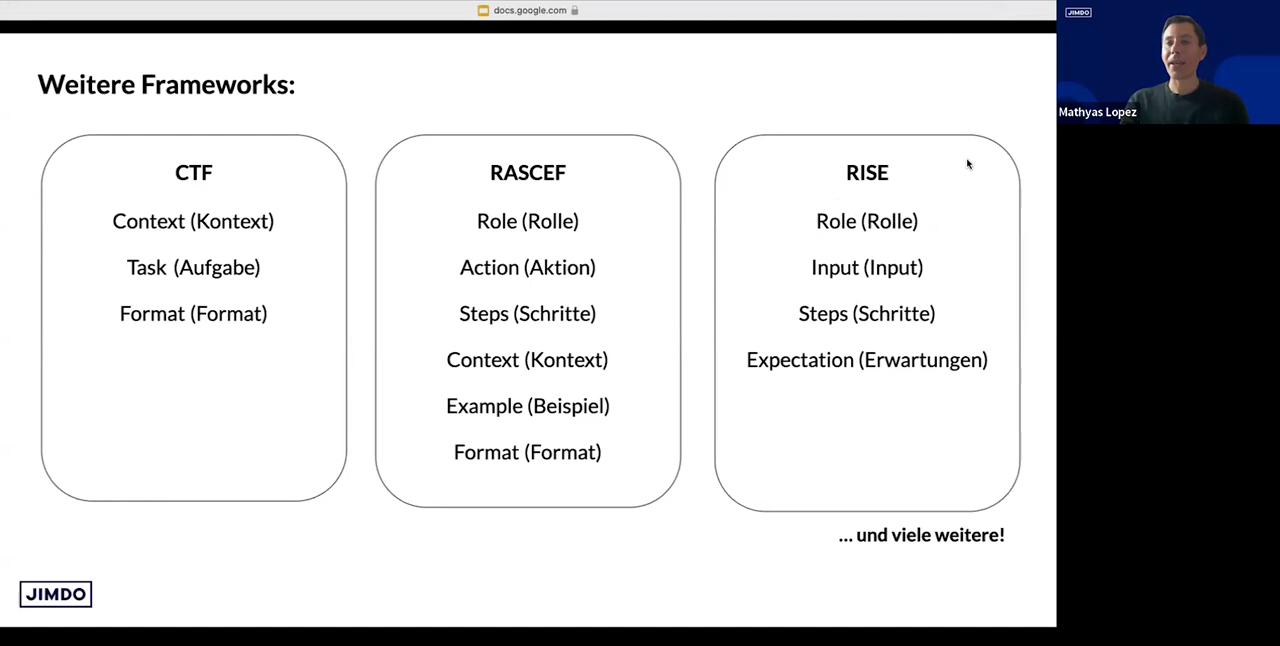 docs.google.com
JIMDO
Mathyas Lopez
Weitere Frameworks:
CTF
Context (Kontext)
Task (Aufgabe)
Format (Format)
RASCEF
Role (Rolle)
Action (Aktion)
Steps (Schritte)
Context (Kontext)
Example (Beispiel)
Format (Format)
RISE
Role (Rolle)
Input (Input)
Steps (Schritte)
Expectation (Erwartungen)
... und viele weitere!
JIMDO